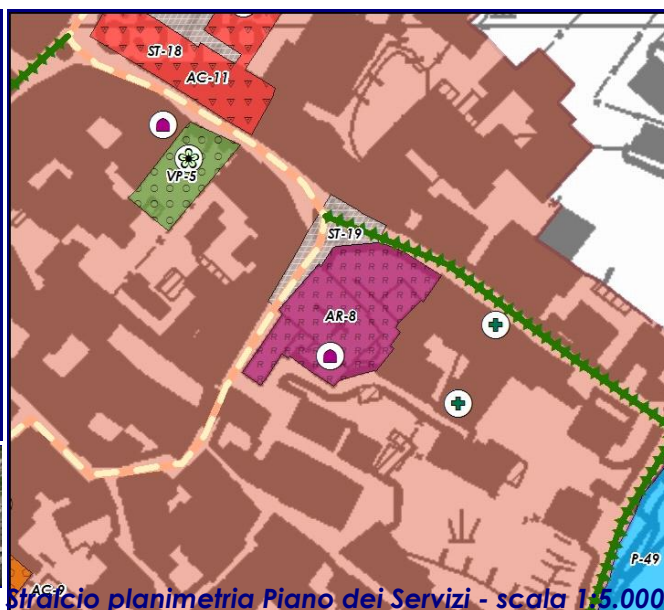 ST-18
AC-11
VP-5
ST-19
AR-8
P-49
AC-9
Stralcio planimetria Piano dei Servizi - scala 1:5.000